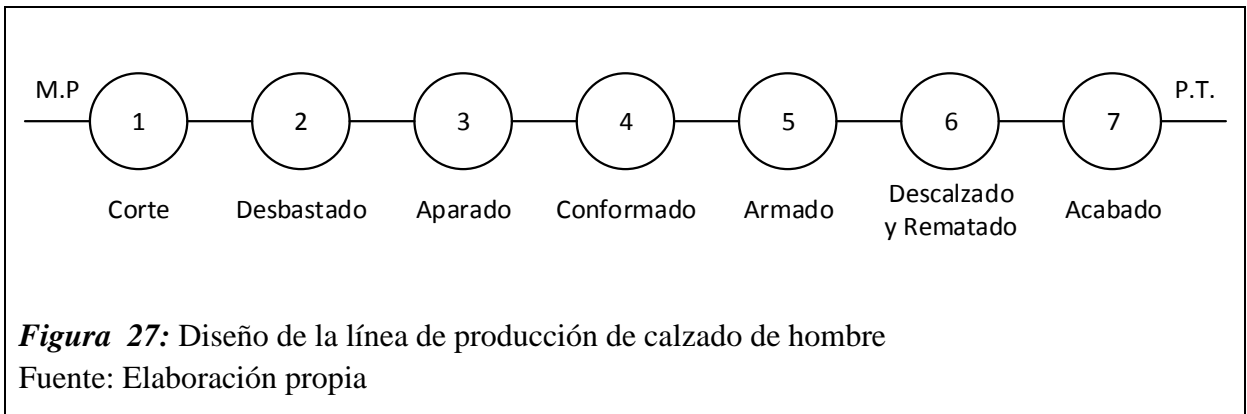 M.P
P.T.
1
2
3
4
5
6
7
Corte
Desbastado
Aparado
Conformado
Armado
Descalzado
y Rematado
Acabado
Figura 27: Diseño de la línea de producción de calzado de hombre
Fuente: Elaboración propia